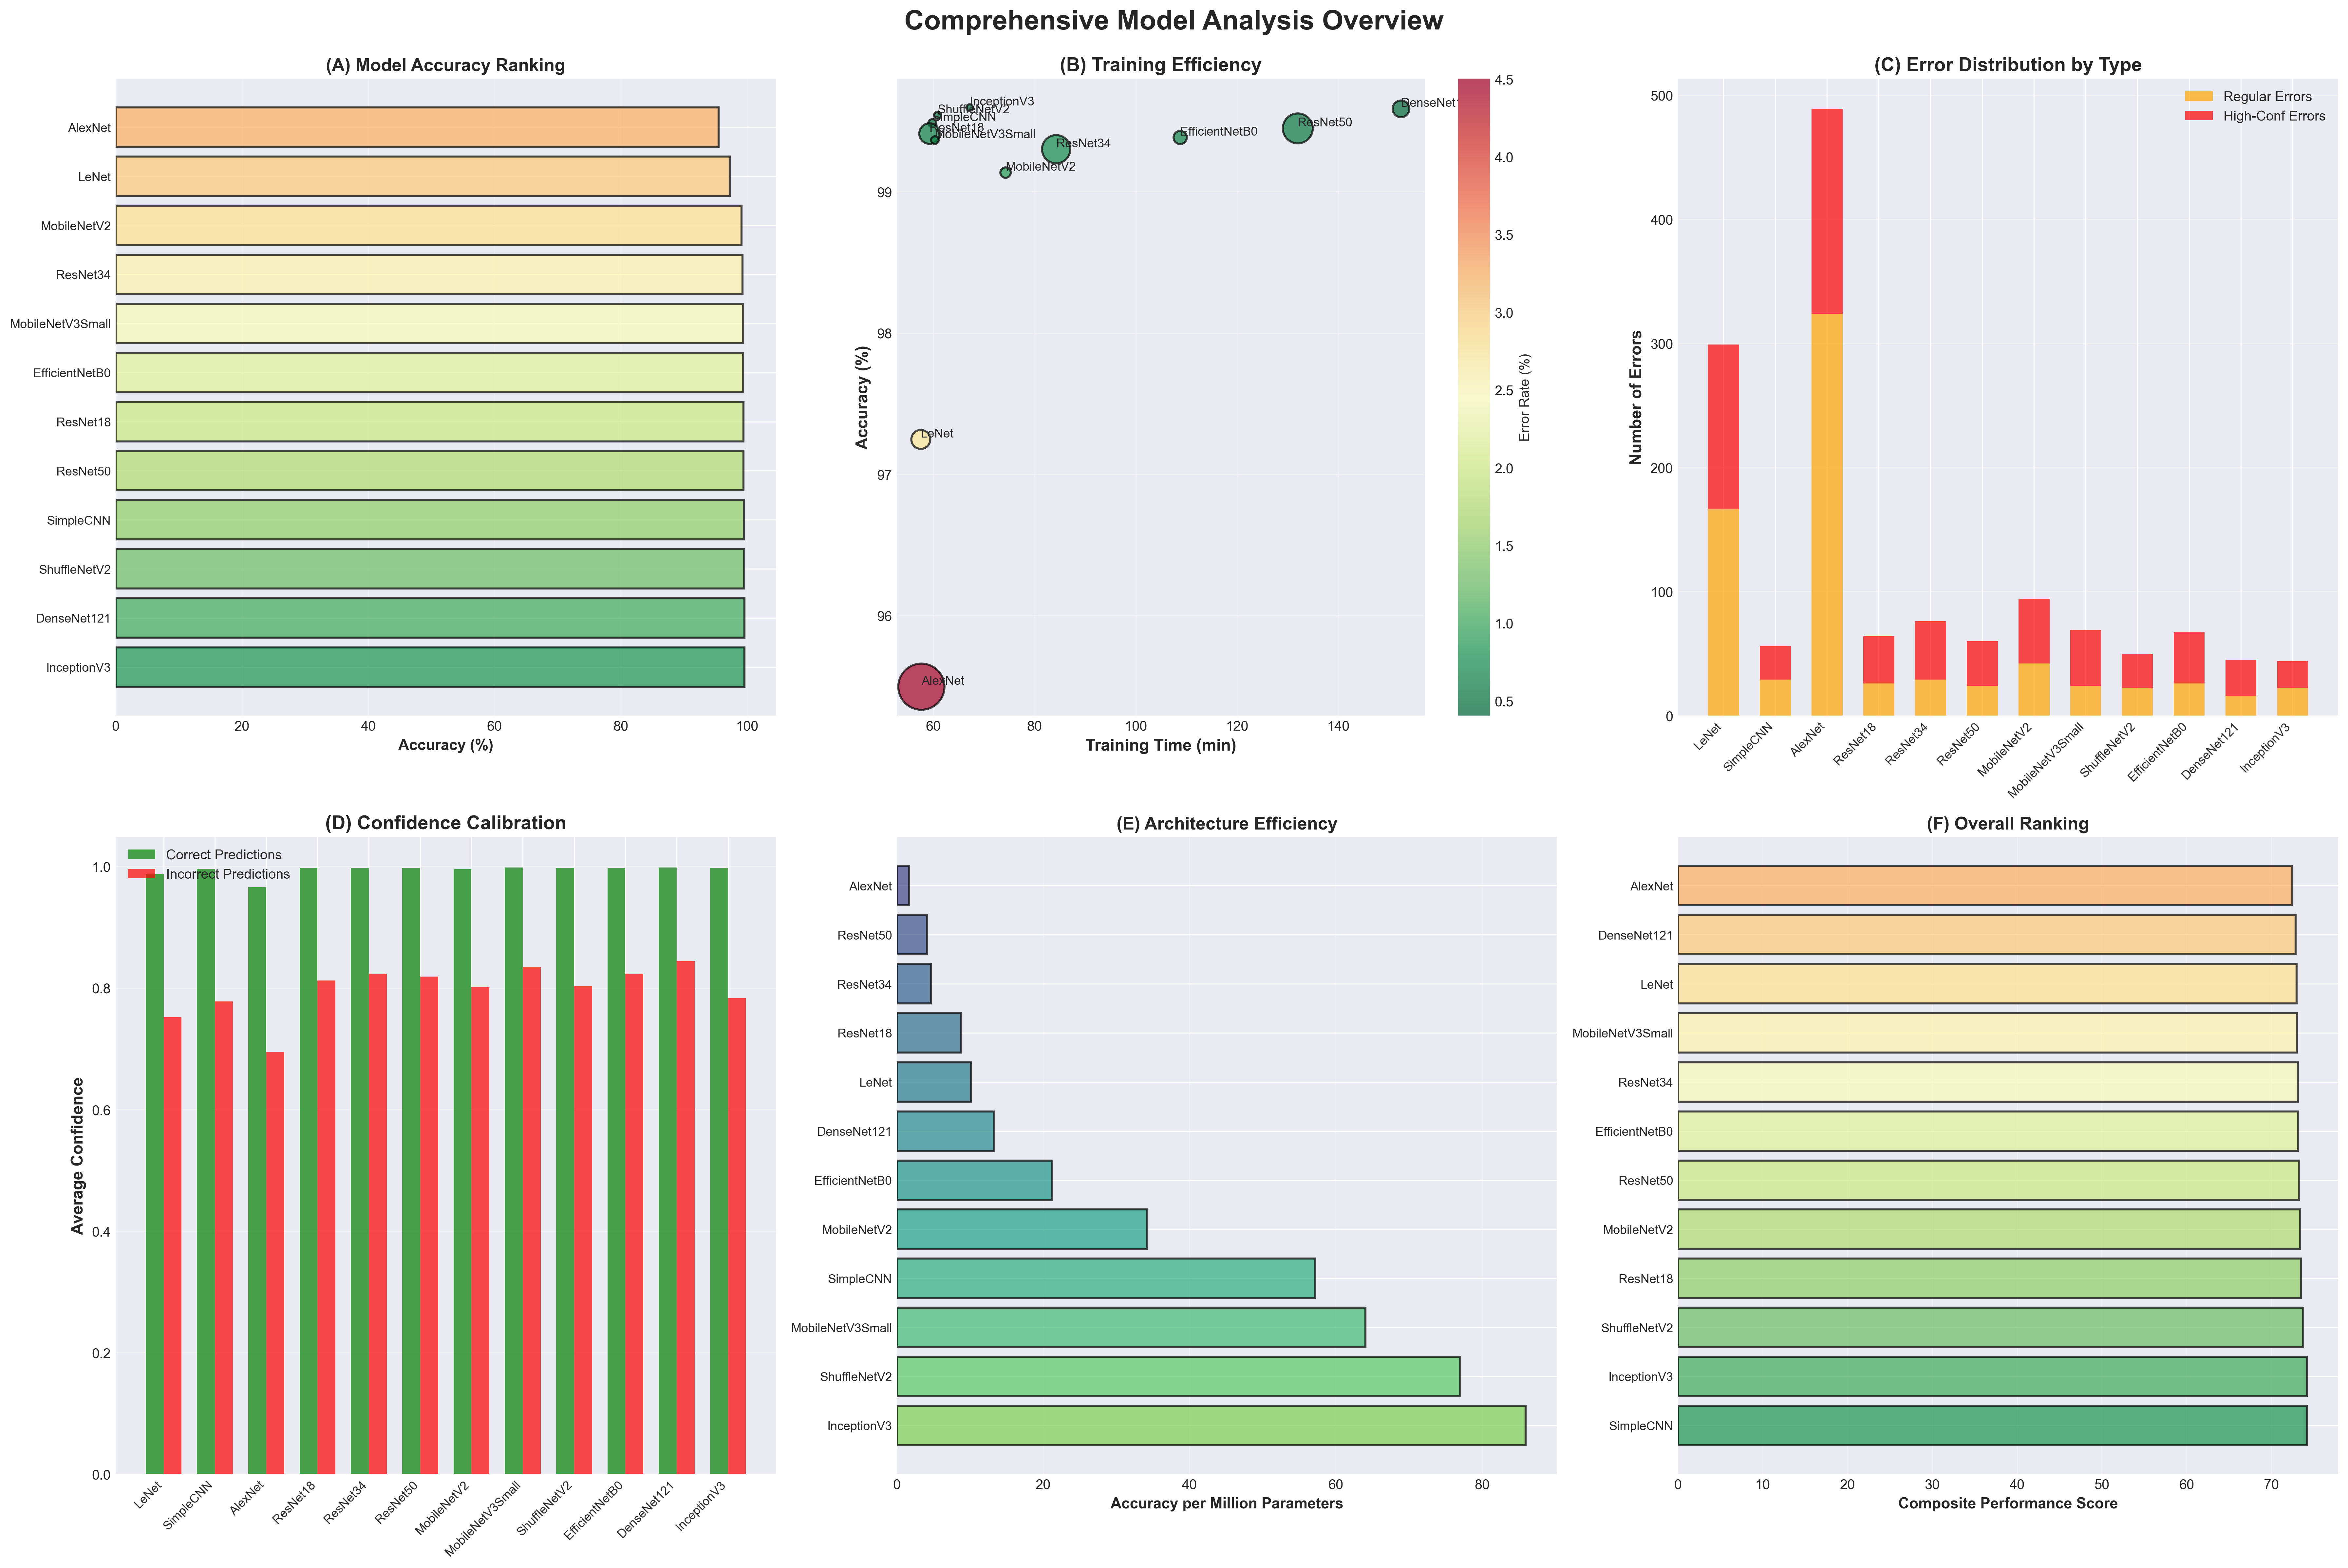 Comprehensive Model Analysis Overview
(A) Model Accuracy Ranking
AlexNet
LeNet
MobileNetV2
ResNet34
MobileNetV3Small
EfficientNetB0
ResNet18
ResNet50
SimpleCNN
ShuffleNetV2
DenseNet121
InceptionV3
0 20 40 60 80 100
Accuracy (%)
(B) Training Efficiency
Accuracy (%)
99
98
97
96
InceptionV3
DenseNet1
ShuffleNetV2
SimpleCNN
ResNet18
ResNet50
MobileNetV3Small
EfficientNetB0
ResNet34
MobileNetV2
LeNet
AlexNet
60 80 100 120 140
Training Time (min)
4.5
4.0
3.5
3.0
2.5
2.0
1.5
1.0
0.5
Error Rate (%)
(C) Error Distribution by Type
Regular Errors
High-Conf Errors
Number of Errors
500
400
300
200
100
0
LeNet SimpleCNN AlexNet ResNet18 ResNet34 ResNet50 MobileNetV2 MobileNetV3Small ShuffleNetV2 EfficientNetB0 DenseNet121 InceptionV3
(D) Confidence Calibration
Correct Predictions
Incorrect Predictions
Average Confidence
1.0
0.8
0.6
0.4
0.2
0.0
LeNet SimpleCNN AlexNet ResNet18 ResNet34 ResNet50 MobileNetV2 MobileNetV3Small ShuffleNetV2 EfficientNetB0 DenseNet121 InceptionV3
(E) Architecture Efficiency
AlexNet
ResNet50
ResNet34
ResNet18
LeNet
DenseNet121
EfficientNetB0
MobileNetV2
SimpleCNN
MobileNetV3Small
ShuffleNetV2
InceptionV3
0 20 40 60 80
Accuracy per Million Parameters
(F) Overall Ranking
AlexNet
DenseNet121
LeNet
MobileNetV3Small
ResNet34
EfficientNetB0
ResNet50
MobileNetV2
ResNet18
ShuffleNetV2
InceptionV3
SimpleCNN
0 10 20 30 40 50 60 70
Composite Performance Score